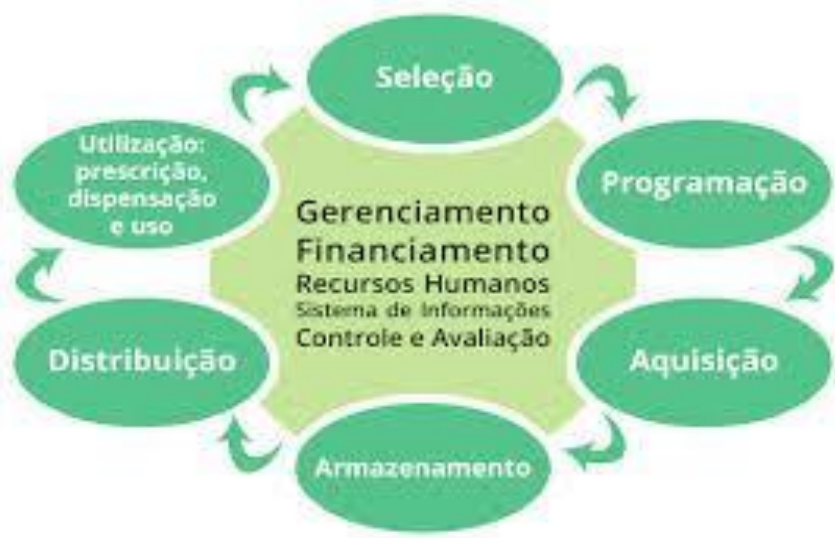 Seleção
Programação
Aquisição
Armazenamento
Distribuição
Utilização:
prescrição,
dispensação
e uso
Gerenciamento
Financiamento
Recursos Humanos
Sistema de Informações
Controle e Avaliação